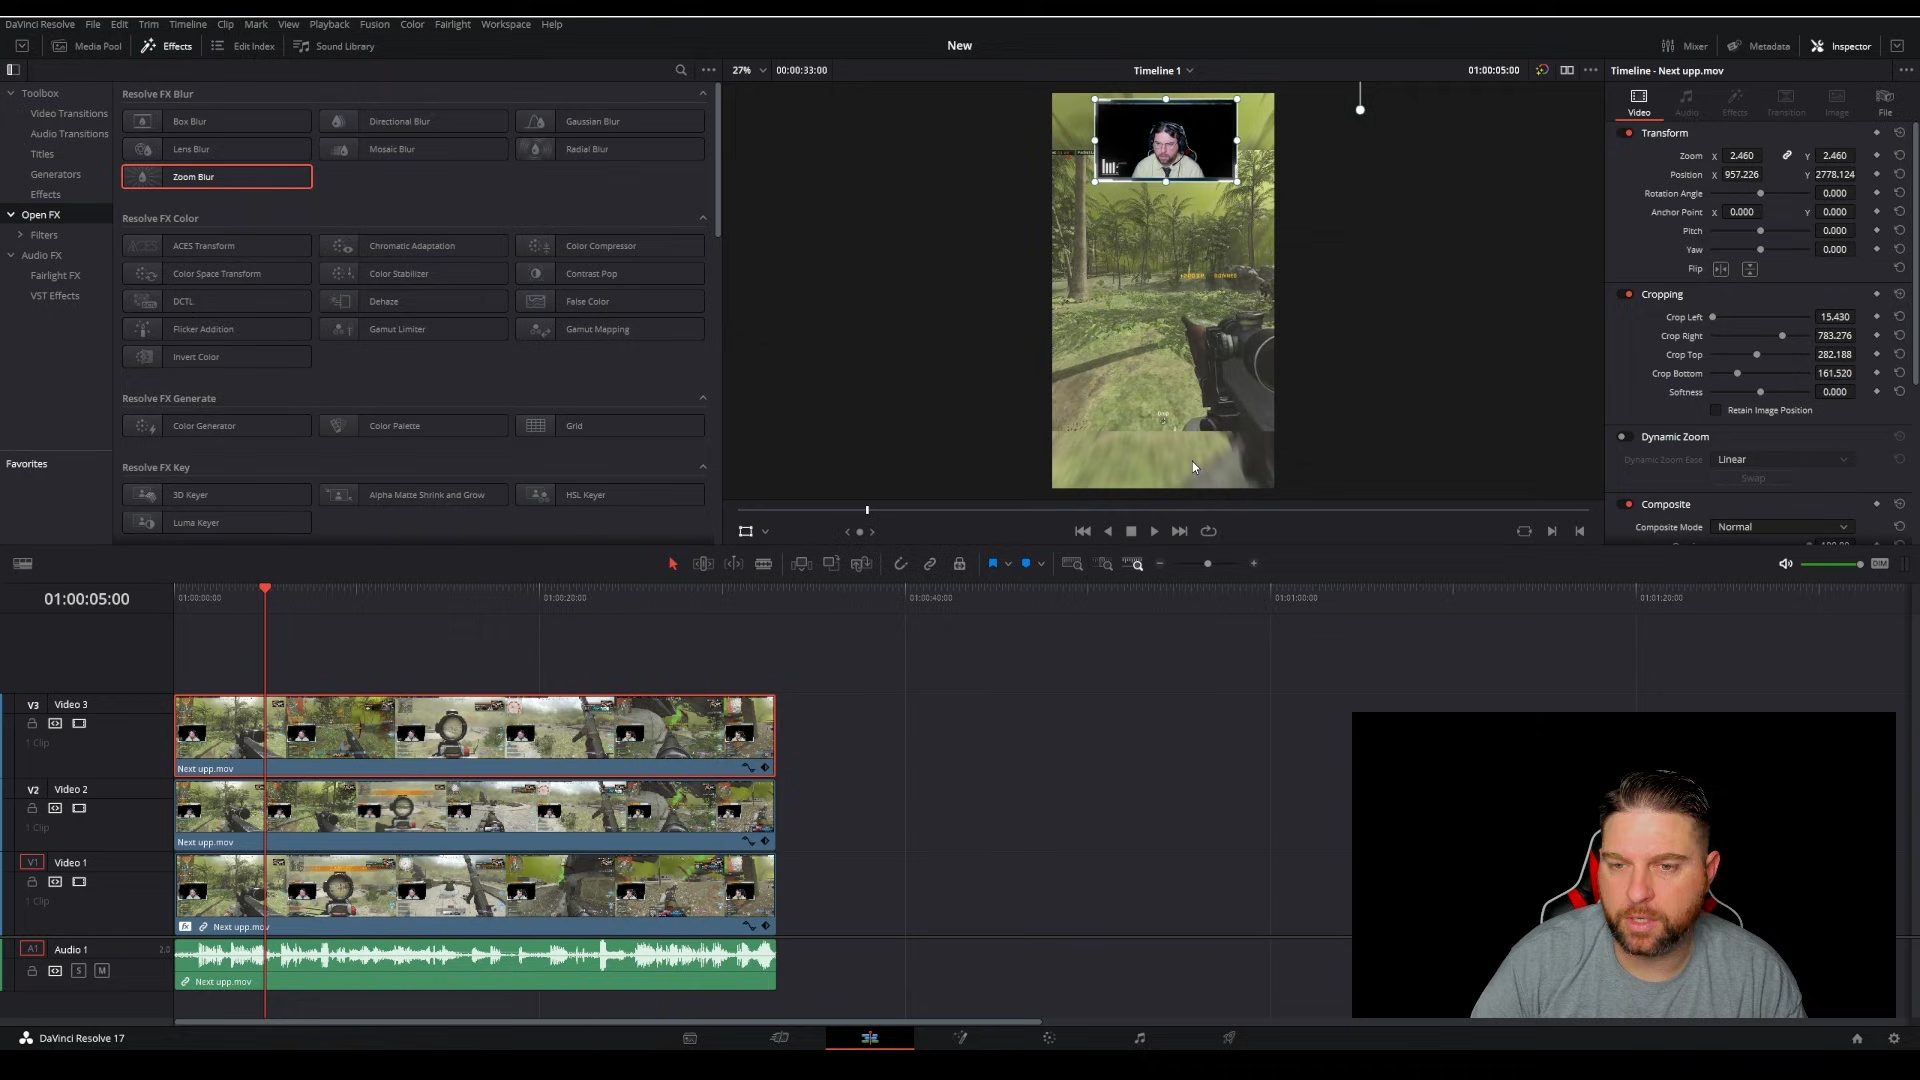 DaVinci Resolve File Edit Trim Timeline Clip Mark View Playback Fusion Color Fairlight Workspace Help
Media Pool Effects Edit Index Sound Library New Mixer Metadata Inspector
27% 00:00:33:00 Timeline 1 01:00:05:00 Timeline - Next upp.mov
Toolbox
Video Transitions
Audio Transitions
Titles
Generators
Effects
Open FX
Filters
Audio FX
Fairlight FX
VST Effects
Favorites
Resolve FX Blur
Box Blur Directional Blur Gaussian Blur
Lens Blur Mosaic Blur Radial Blur
Zoom Blur
Resolve FX Color
ACES Transform Chromatic Adaptation Color Compressor
Color Space Transform Color Stabilizer Contrast Pop
DCTL Dehaze False Color
Flicker Addition Gamut Limiter Gamut Mapping
Invert Color
Resolve FX Generate
Color Generator Color Palette Grid
Resolve FX Key
3D Keyer Alpha Matte Shrink and Grow HSL Keyer
Luma Keyer
Video Audio Effects Transition Image File
Transform
Zoom X 2.460 Y 2.460
Position X 957.226 Y 2778.124
Rotation Angle 0.000
Anchor Point X 0.000 Y 0.000
Pitch 0.000
Yaw 0.000
Flip
Cropping
Crop Left 15.430
Crop Right 783.276
Crop Top 282.188
Crop Bottom 161.520
Softness 0.000
Retain Image Position
Dynamic Zoom
Dynamic Zoom Ease Linear
Swap
Composite
Composite Mode Normal
DIM
01:00:05:00
01:00:00:00 01:00:20:00 01:00:40:00 01:01:00:00 01:01:20:00
V3 Video 3
1 Clip
Next upp.mov
V2 Video 2
1 Clip
Next upp.mov
V1 Video 1
1 Clip
fx Next upp.mov
A1 Audio 1 2.0
S M
Next upp.mov
DaVinci Resolve 17